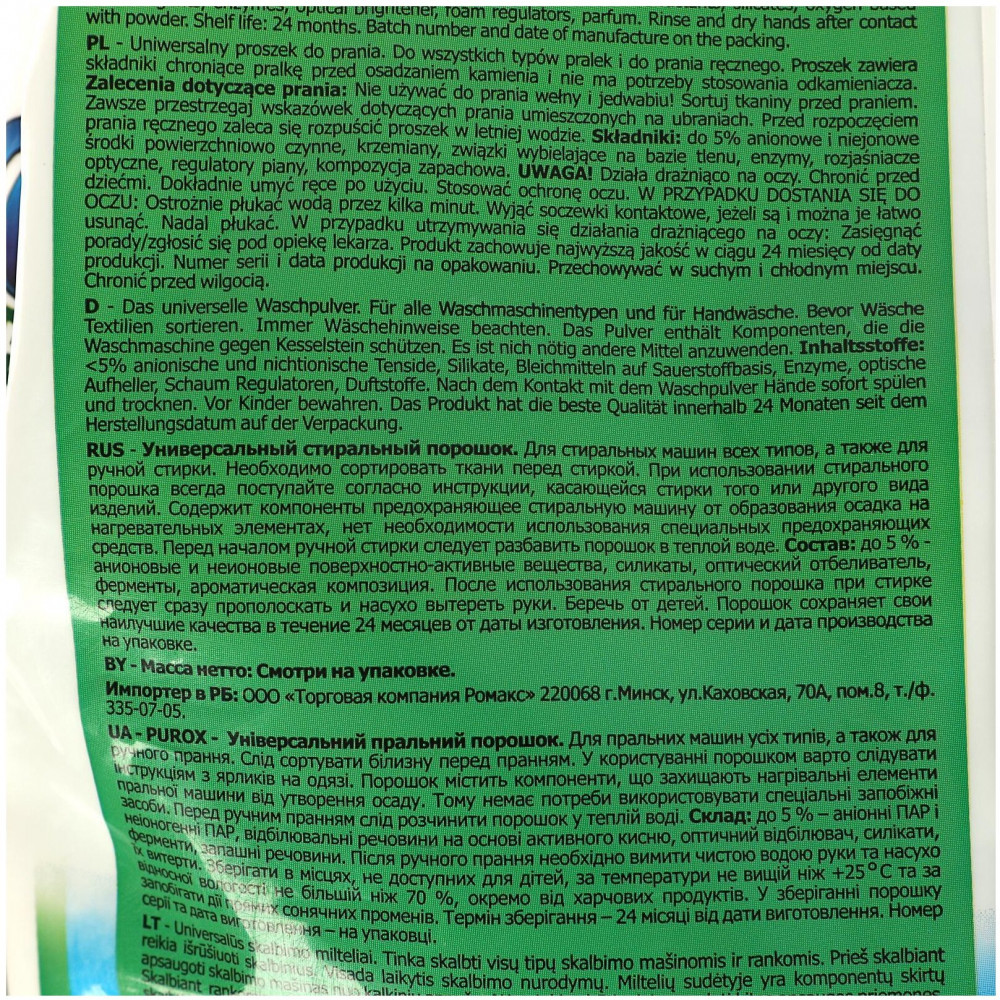 enzymes, optical brightener, foam regulators, parfum. Rinse and dry hands after contact
with powder. Shelf life: 24 months. Batch number and date of manufacture on the packing.
PL - Uniwersalny proszek do prania. Do wszystkich typów pralek i do prania ręcznego. Proszek zawiera
składniki chroniące pralkę przed osadzaniem kamienia i nie ma potrzeby stosowania odkamieniacza.
Zalecenia dotyczące prania: Nie używać do prania wełny i jedwabiu! Sortuj tkaniny przed praniem.
Zawsze przestrzegaj wskazówek dotyczących prania umieszczonych na ubraniach. Przed rozpoczęciem
prania ręcznego zaleca się rozpuścić proszek w letniej wodzie. Składniki: do 5% anionowe i niejonowe
środki powierzchniowo czynne, krzemiany, związki wybielające na bazie tlenu, enzymy, rozjaśniacze
optyczne, regulatory piany, kompozycja zapachowa. UWAGA! Działa drażniąco na oczy. Chronić przed
dziećmi. Dokładnie umyć ręce po użyciu. Stosować ochronę oczu. W PRZYPADKU DOSTANIA SIĘ DO
OCZU: Ostrożnie płukać wodą przez kilka minut. Wyjąć soczewki kontaktowe, jeżeli są i można je łatwo
usunąć. Nadal płukać. W przypadku utrzymywania się działania drażniącego na oczy: Zasięgnąć
porady/zgłosić się pod opiekę lekarza. Produkt zachowuje najwyższą jakość w ciągu 24 miesięcy od daty
produkcji. Numer serii i data produkcji na opakowaniu. Przechowywać w suchym i chłodnym miejscu.
Chronić przed wilgocią.
D - Das universelle Waschpulver. Für alle Waschmaschinentypen und für Handwäsche. Bevor Wäsche
Textilien sortieren. Immer Wäschehinweise beachten. Das Pulver enthält Komponenten, die die
Waschmaschine gegen Kesselstein schützen. Es ist nich nötig andere Mittel anzuwenden. Inhaltsstoffe:
<5% anionische und nichtionische Tenside, Silikate, Bleichmitteln auf Sauerstoffbasis, Enzyme, optische
Aufheller, Schaum Regulatoren, Duftstoffe. Nach dem Kontakt mit dem Waschpulver Hände sofort spülen
und trocknen. Vor Kinder bewahren. Das Produkt hat die beste Qualität innerhalb 24 Monaten seit dem
Herstellungsdatum auf der Verpackung.
RUS - Универсальный стиральный порошок. Для стиральных машин всех типов, а также для
ручной стирки. Необходимо сортировать ткани перед стиркой. При использовании стирального
порошка всегда поступайте согласно инструкции, касающейся стирки того или другого вида
изделий. Содержит компоненты предохраняющее стиральную машину от образования осадка на
нагревательных элементах, нет необходимости использования специальных предохраняющих
средств. Перед началом ручной стирки следует разбавить порошок в теплой воде. Состав: до 5 % -
анионовые и неионовые поверхностно-активные вещества, силикаты, оптический отбеливатель,
ферменты, ароматическая композиция. После использования стирального порошка при стирке
следует сразу прополоскать и насухо вытереть руки. Беречь от детей. Порошок сохраняет свои
наилучшие качества в течение 24 месяцев от даты изготовления. Номер серии и дата производства
на упаковке.
BY - Масса нетто: Смотри на упаковке.
Импортер в РБ: ООО «Торговая компания Ромакс» 220068 г.Минск, ул.Каховская, 70А, пом.8, т./ф.
335-07-05.
UA - PUROX - Універсальний пральний порошок. Для пральних машин усіх типів, а також для
ручного прання. Слід сортувати білизну перед пранням. У користуванні порошком варто слідувати
інструкціям з ярликів на одязі. Порошок містить компоненти, що захищають нагрівальні елементи
пральної машини від утворення осаду. Тому немає потреби використовувати спеціальні запобіжні
засоби. Перед ручним пранням слід розчинити порошок у теплій воді. Склад: до 5 % – аніонні ПАР і
неіоногенні ПАР, відбілювальні речовини на основі активного кисню, оптичний відбілювач, силікати,
ферменти, запашні речовини. Після ручного прання необхідно вимити чистою водою руки та насухо
їх витерти. Зберігати в місцях, не доступних для дітей, за температури не вищій ніж +25°С та за
відносної вологості не більшій ніж 70 %, окремо від харчових продуктів. У зберіганні порошку
запобігати дії прямих сонячних променів. Термін зберігання – 24 місяці від дати виготовлення. Номер
серії та дата виготовлення – на упаковці.
LT - Universalūs skalbimo milteliai. Tinka skalbti visų tipų skalbimo mašinomis ir rankomis. Prieš skalbiant
reikia išrūšiuoti skalbinius. Visada laikytis skalbimo nurodymų. Miltelių sudėtyje yra komponentų skirtų
apsaugoti skalbimo mašinas nuo
skalbiant